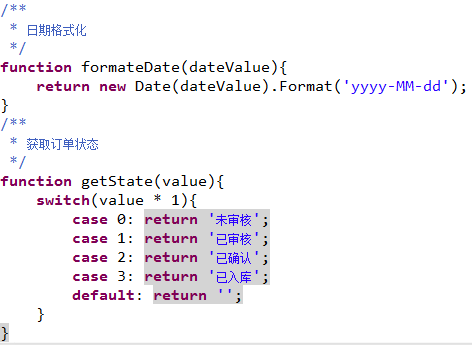 /**
 * 日期格式化
 */
function formateDate(dateValue){
    return new Date(dateValue).Format('yyyy-MM-dd');
}
/**
 * 获取订单状态
 */
function getState(value){
    switch(value * 1){
        case 0: return '未审核';
        case 1: return '已审核';
        case 2: return '已确认';
        case 3: return '已入库';
        default: return '';
    }
}